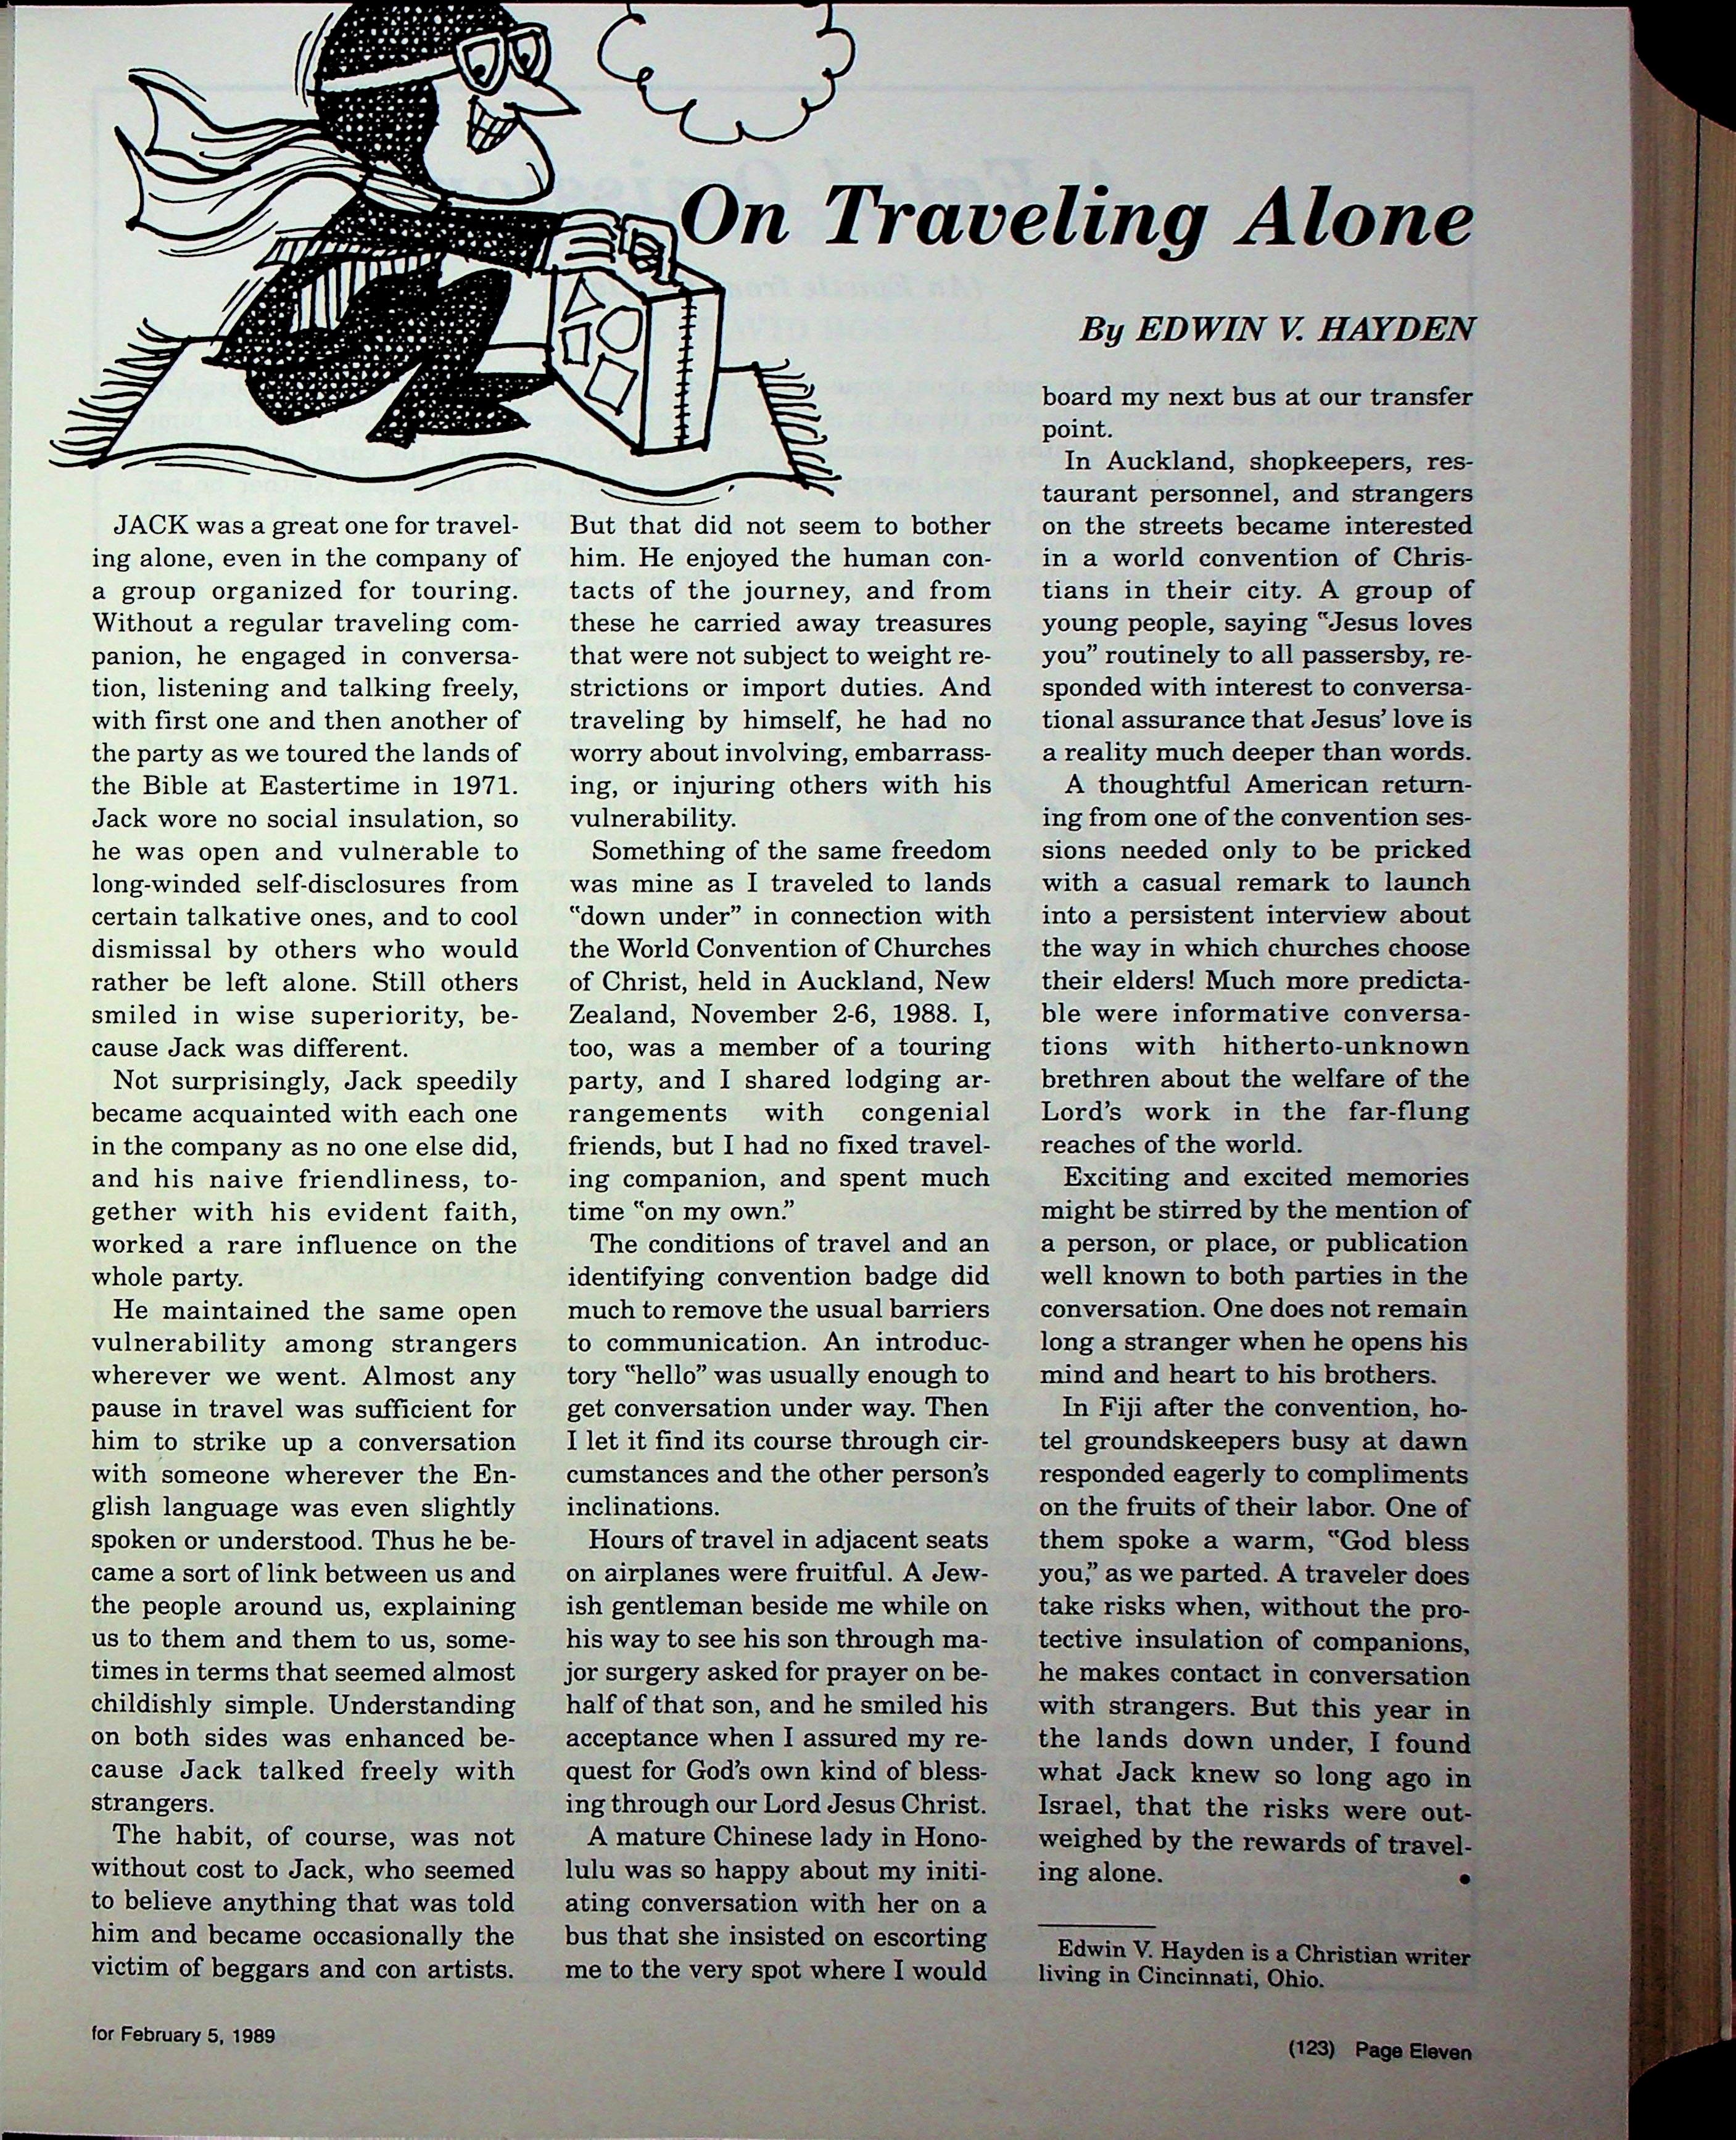 On Traveling Alone
By EDWIN V. HAYDEN
JACK was a great one for travel-
ing alone, even in the company of
a group organized for touring.
Without a regular traveling com-
panion, he engaged in conversa-
tion, listening and talking freely,
with first one and then another of
the party as we toured the lands of
the Bible at Eastertime in 1971.
Jack wore no social insulation, so
he was open and vulnerable to
long-winded self-disclosures from
certain talkative ones, and to cool
dismissal by others who would
rather be left alone. Still others
smiled in wise superiority, be-
cause Jack was different.
Not surprisingly, Jack speedily
became acquainted with each one
in the company as no one else did,
and his naive friendliness, to-
gether with his evident faith,
worked a rare influence on the
whole party.
He maintained the same open
vulnerability among strangers
wherever we went. Almost any
pause in travel was sufficient for
him to strike up a conversation
with someone wherever the En-
glish language was even slightly
spoken or understood. Thus he be-
came a sort of link between us and
the people around us, explaining
us to them and them to us, some-
times in terms that seemed almost
childishly simple. Understanding
on both sides was enhanced be-
cause Jack talked freely with
strangers.
The habit, of course, was not
without cost to Jack, who seemed
to believe anything that was told
him and became occasionally the
victim of beggars and con artists.
But that did not seem to bother
him. He enjoyed the human con-
tacts of the journey, and from
these he carried away treasures
that were not subject to weight re-
strictions or import duties. And
traveling by himself, he had no
worry about involving, embarrass-
ing, or injuring others with his
vulnerability.
Something of the same freedom
was mine as I traveled to lands
"down under" in connection with
the World Convention of Churches
of Christ, held in Auckland, New
Zealand, November 2-6, 1988. I,
too, was a member of a touring
party, and I shared lodging ar-
rangements with congenial
friends, but I had no fixed travel-
ing companion, and spent much
time "on my own."
The conditions of travel and an
identifying convention badge did
much to remove the usual barriers
to communication. An introduc-
tory "hello" was usually enough to
get conversation under way. Then
I let it find its course through cir-
cumstances and the other person's
inclinations.
Hours of travel in adjacent seats
on airplanes were fruitful. A Jew-
ish gentleman beside me while on
his way to see his son through ma-
jor surgery asked for prayer on be-
half of that son, and he smiled his
acceptance when I assured my re-
quest for God's own kind of bless-
ing through our Lord Jesus Christ.
A mature Chinese lady in Hono-
lulu was so happy about my initi-
ating conversation with her on a
bus that she insisted on escorting
me to the very spot where I would
board my next bus at our transfer
point.
In Auckland, shopkeepers, res-
taurant personnel, and strangers
on the streets became interested
in a world convention of Chris-
tians in their city. A group of
young people, saying "Jesus loves
you" routinely to all passersby, re-
sponded with interest to conversa-
tional assurance that Jesus' love is
a reality much deeper than words.
A thoughtful American return-
ing from one of the convention ses-
sions needed only to be pricked
with a casual remark to launch
into a persistent interview about
the way in which churches choose
their elders! Much more predicta-
ble were informative conversa-
tions with hitherto-unknown
brethren about the welfare of the
Lord's work in the far-flung
reaches of the world.
Exciting and excited memories
might be stirred by the mention of
a person, or place, or publication
well known to both parties in the
conversation. One does not remain
long a stranger when he opens his
mind and heart to his brothers.
In Fiji after the convention, ho-
tel groundskeepers busy at dawn
responded eagerly to compliments
on the fruits of their labor. One of
them spoke a warm, "God bless
you," as we parted. A traveler does
take risks when, without the pro-
tective insulation of companions,
he makes contact in conversation
with strangers. But this year in
the lands down under, I found
what Jack knew so long ago in
Israel, that the risks were out-
weighed by the rewards of travel-
ing alone. •
Edwin V. Hayden is a Christian writer
living in Cincinnati, Ohio.
for February 5, 1989
(123) Page Eleven